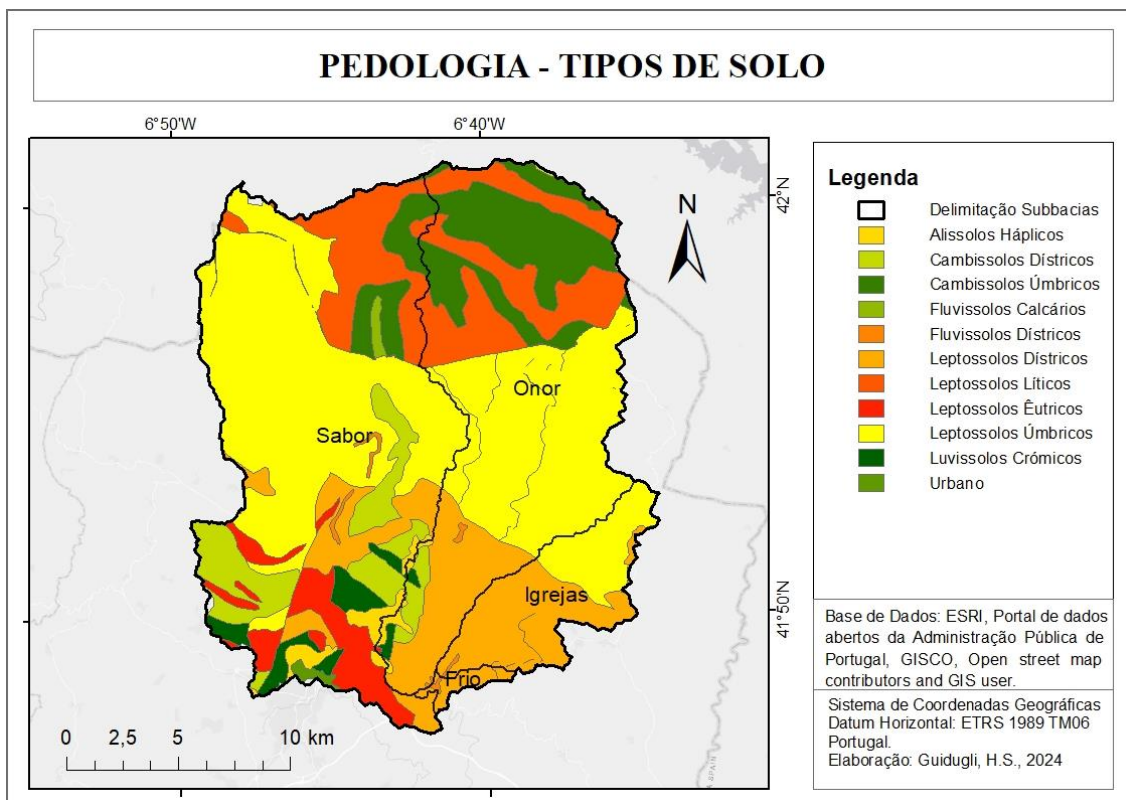 PEDOLOGIA - TIPOS DE SOLO
6°50'W
6°40'W
42°N
N
Legenda
Delimitação Subbacias
Alissolos Háplicos
Cambissolos Dístricos
Cambissolos Úmbricos
Fluvissolos Calcários
Fluvissolos Dístricos
Leptossolos Dístricos
Leptossolos Líticos
Leptossolos Êutricos
Leptossolos Úmbricos
Luvissolos Crómicos
Urbano
Onor
Sabor
Igrejas
41°50'N
Frio
0 2,5 5 10 km
Base de Dados: ESRI, Portal de dados
abertos da Administração Pública de
Portugal, GISCO, Open street map
contributors and GIS user.
Sistema de Coordenadas Geográficas
Datum Horizontal: ETRS 1989 TM06
Portugal.
Elaboração: Guidugli, H.S., 2024